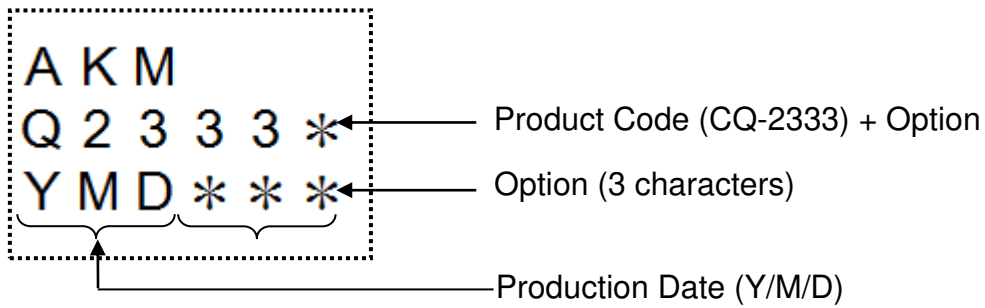 A K M
Q 2 3 3 3 * Product Code (CQ-2333) + Option
Y M D * * * Option (3 characters)
Production Date (Y/M/D)